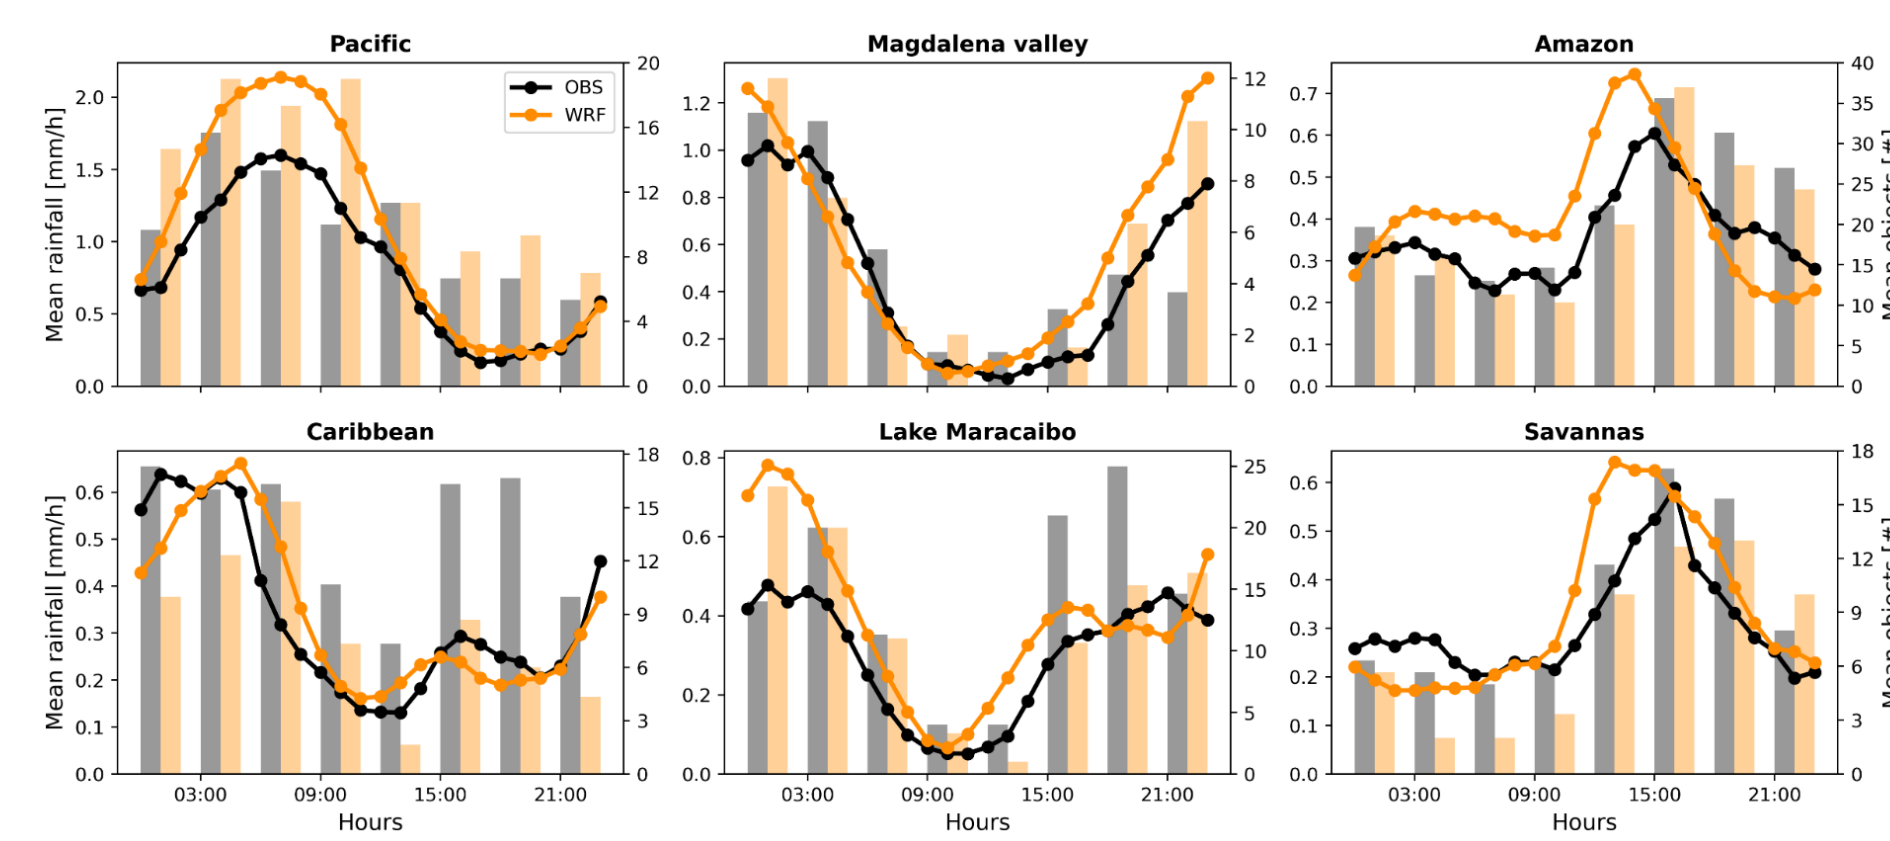 Pacific
Magdalena valley
Amazon
OBS
WRF
Mean rainfall [mm/h]
0.0 0.5 1.0 1.5 2.0
0 4 8 12 16 20
0.0 0.2 0.4 0.6 0.8 1.0 1.2
0 2 4 6 8 10 12
0.0 0.1 0.2 0.3 0.4 0.5 0.6 0.7
0 5 10 15 20 25 30 35 40
Mean objects [#]
Caribbean
Lake Maracaibo
Savannas
Mean rainfall [mm/h]
0.0 0.1 0.2 0.3 0.4 0.5 0.6
0 3 6 9 12 15 18
0.0 0.2 0.4 0.6 0.8
0 5 10 15 20 25
0.0 0.1 0.2 0.3 0.4 0.5 0.6
0 3 6 9 12 15 18
Mean objects [#]
03:00 09:00 15:00 21:00
03:00 09:00 15:00 21:00
03:00 09:00 15:00 21:00
Hours
Hours
Hours